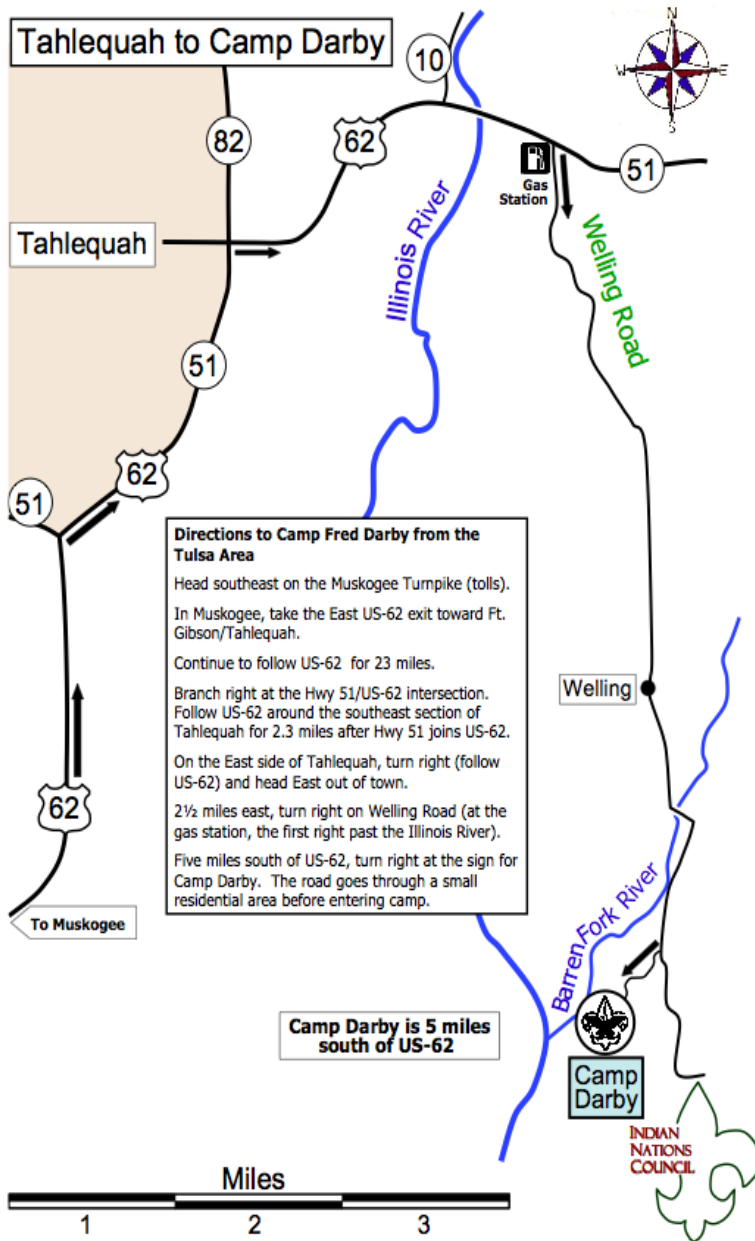 Tahlequah to Camp Darby
N
W
E
S
10
82
62
51
Gas
Station
Tahlequah
Illinois River
Welling Road
51
62
51
Directions to Camp Fred Darby from the
Tulsa Area
Head southeast on the Muskogee Turnpike (tolls).
In Muskogee, take the East US-62 exit toward Ft.
Gibson/Tahlequah.
Continue to follow US-62 for 23 miles.
Branch right at the Hwy 51/US-62 intersection.
Follow US-62 around the southeast section of
Tahlequah for 2.3 miles after Hwy 51 joins US-62.
On the East side of Tahlequah, turn right (follow
US-62) and head East out of town.
2½ miles east, turn right on Welling Road (at the
gas station, the first right past the Illinois River).
Five miles south of US-62, turn right at the sign for
Camp Darby. The road goes through a small
residential area before entering camp.
Welling
62
To Muskogee
Barren Fork River
Camp Darby is 5 miles
south of US-62
Camp
Darby
INDIAN
NATIONS
COUNCIL
Miles
1 2 3